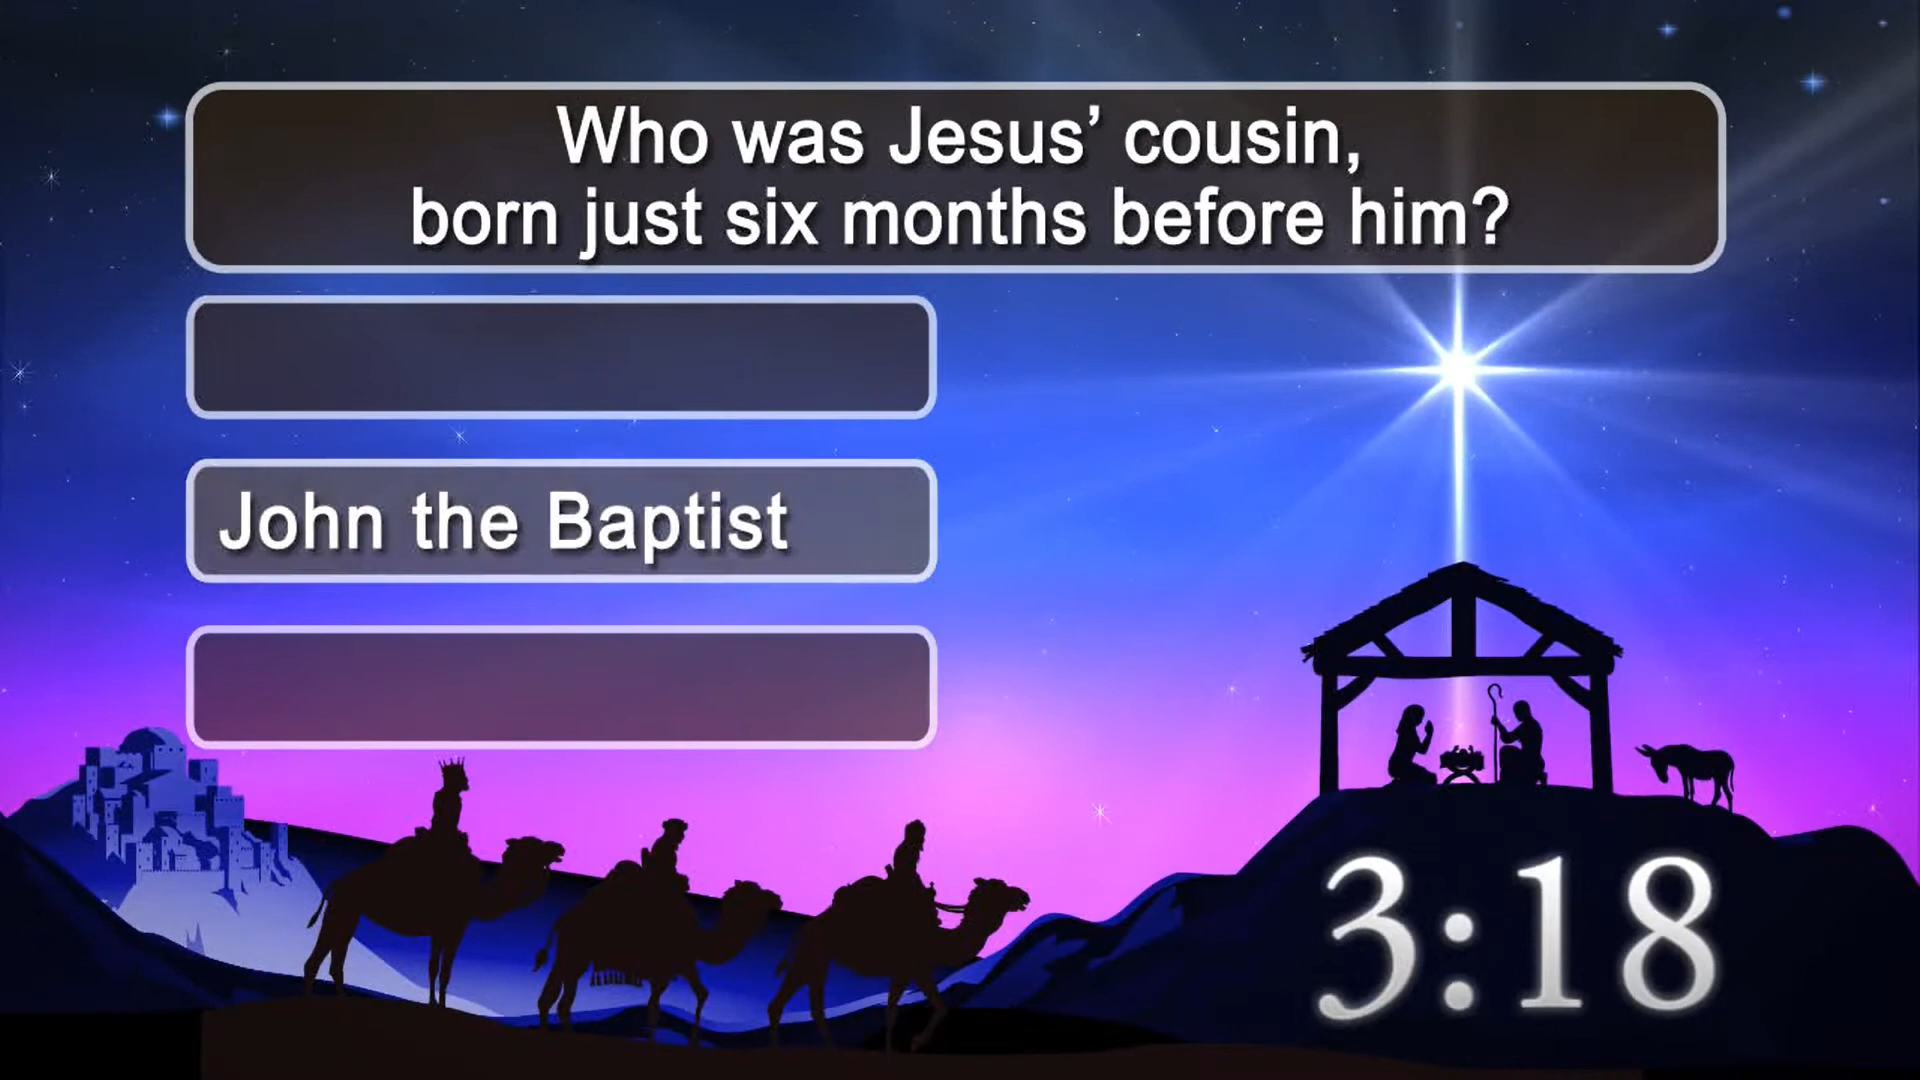 Who was Jesus’ cousin,
born just six months before him?
John the Baptist
3:18